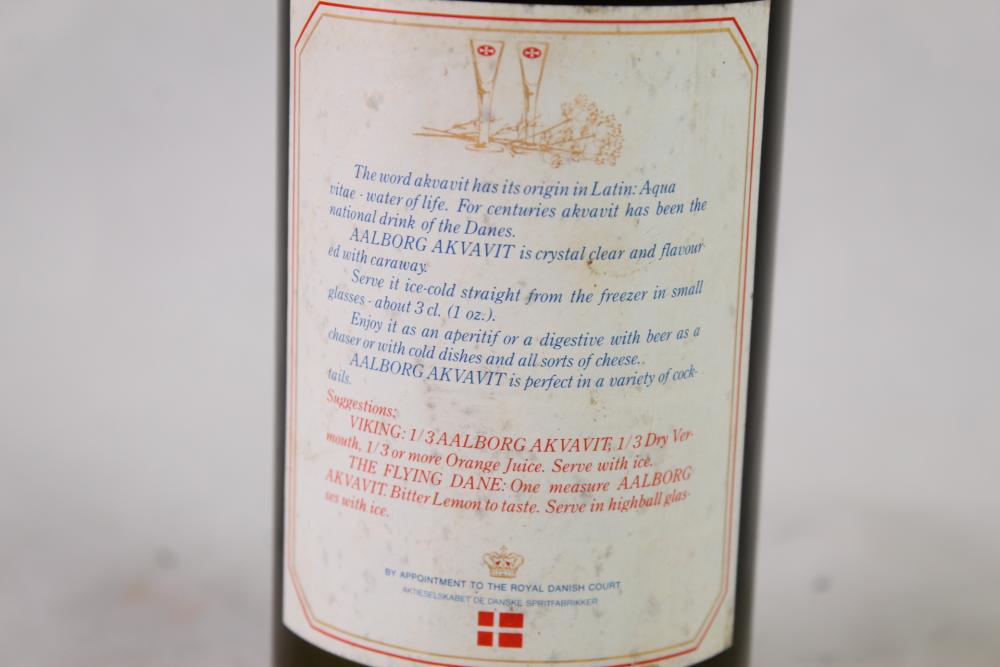 The word akvavit has its origin in Latin: Aqua
vitae - water of life. For centuries akvavit has been the
national drink of the Danes.
AALBORG AKVAVIT is crystal clear and flavour-
ed with caraway.
Serve it ice-cold straight from the freezer in small
glasses - about 3 cl. (1 oz.).
Enjoy it as an aperitif or a digestive with beer as a
chaser or with cold dishes and all sorts of cheese..
AALBORG AKVAVIT is perfect in a variety of cock-
tails.
Suggestions:
VIKING: 1/3 AALBORG AKVAVIT, 1/3 Dry Ver-
mouth, 1/3 or more Orange Juice. Serve with ice.
THE FLYING DANE: One measure AALBORG
AKVAVIT. Bitter Lemon to taste. Serve in highball glas-
ses with ice.
BY APPOINTMENT TO THE ROYAL DANISH COURT
AKTIESELSKABET DE DANSKE SPRITFABRIKKER